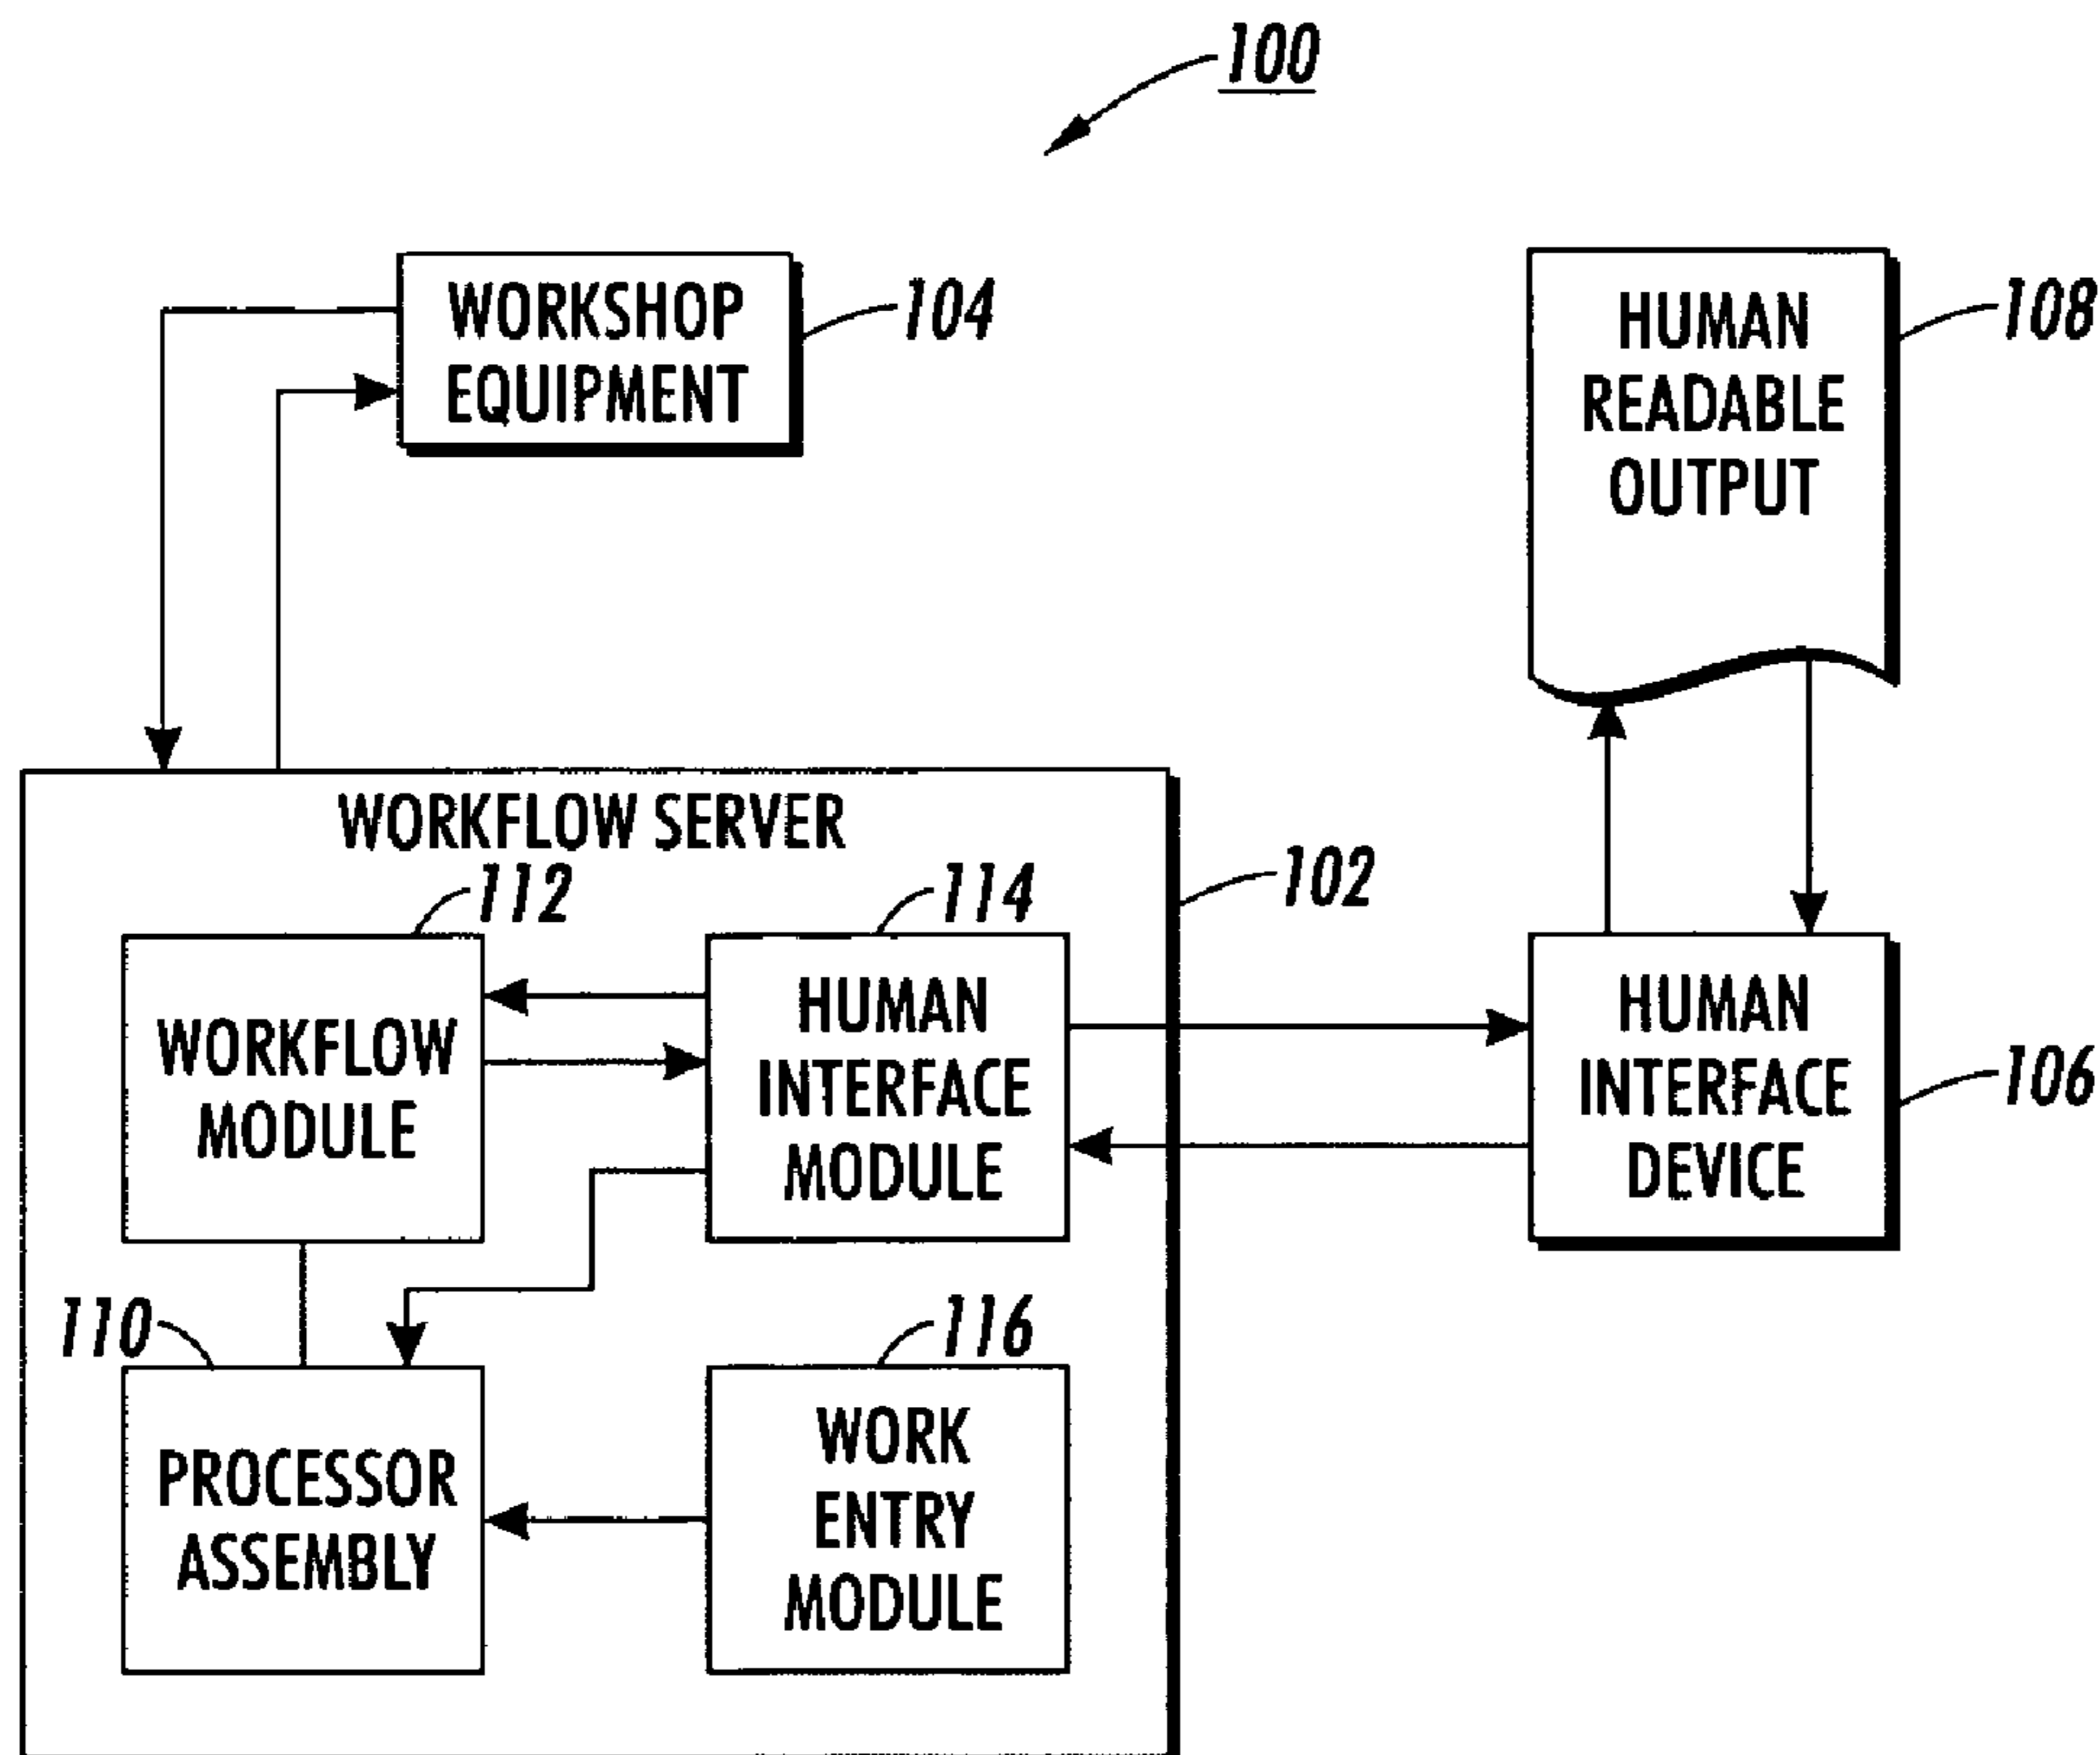 100
WORKSHOP
EQUIPMENT
104
HUMAN
READABLE
OUTPUT
108
WORKFLOW SERVER
102
112
WORKFLOW
MODULE
114
HUMAN
INTERFACE
MODULE
HUMAN
INTERFACE
DEVICE
106
110
PROCESSOR
ASSEMBLY
116
WORK
ENTRY
MODULE